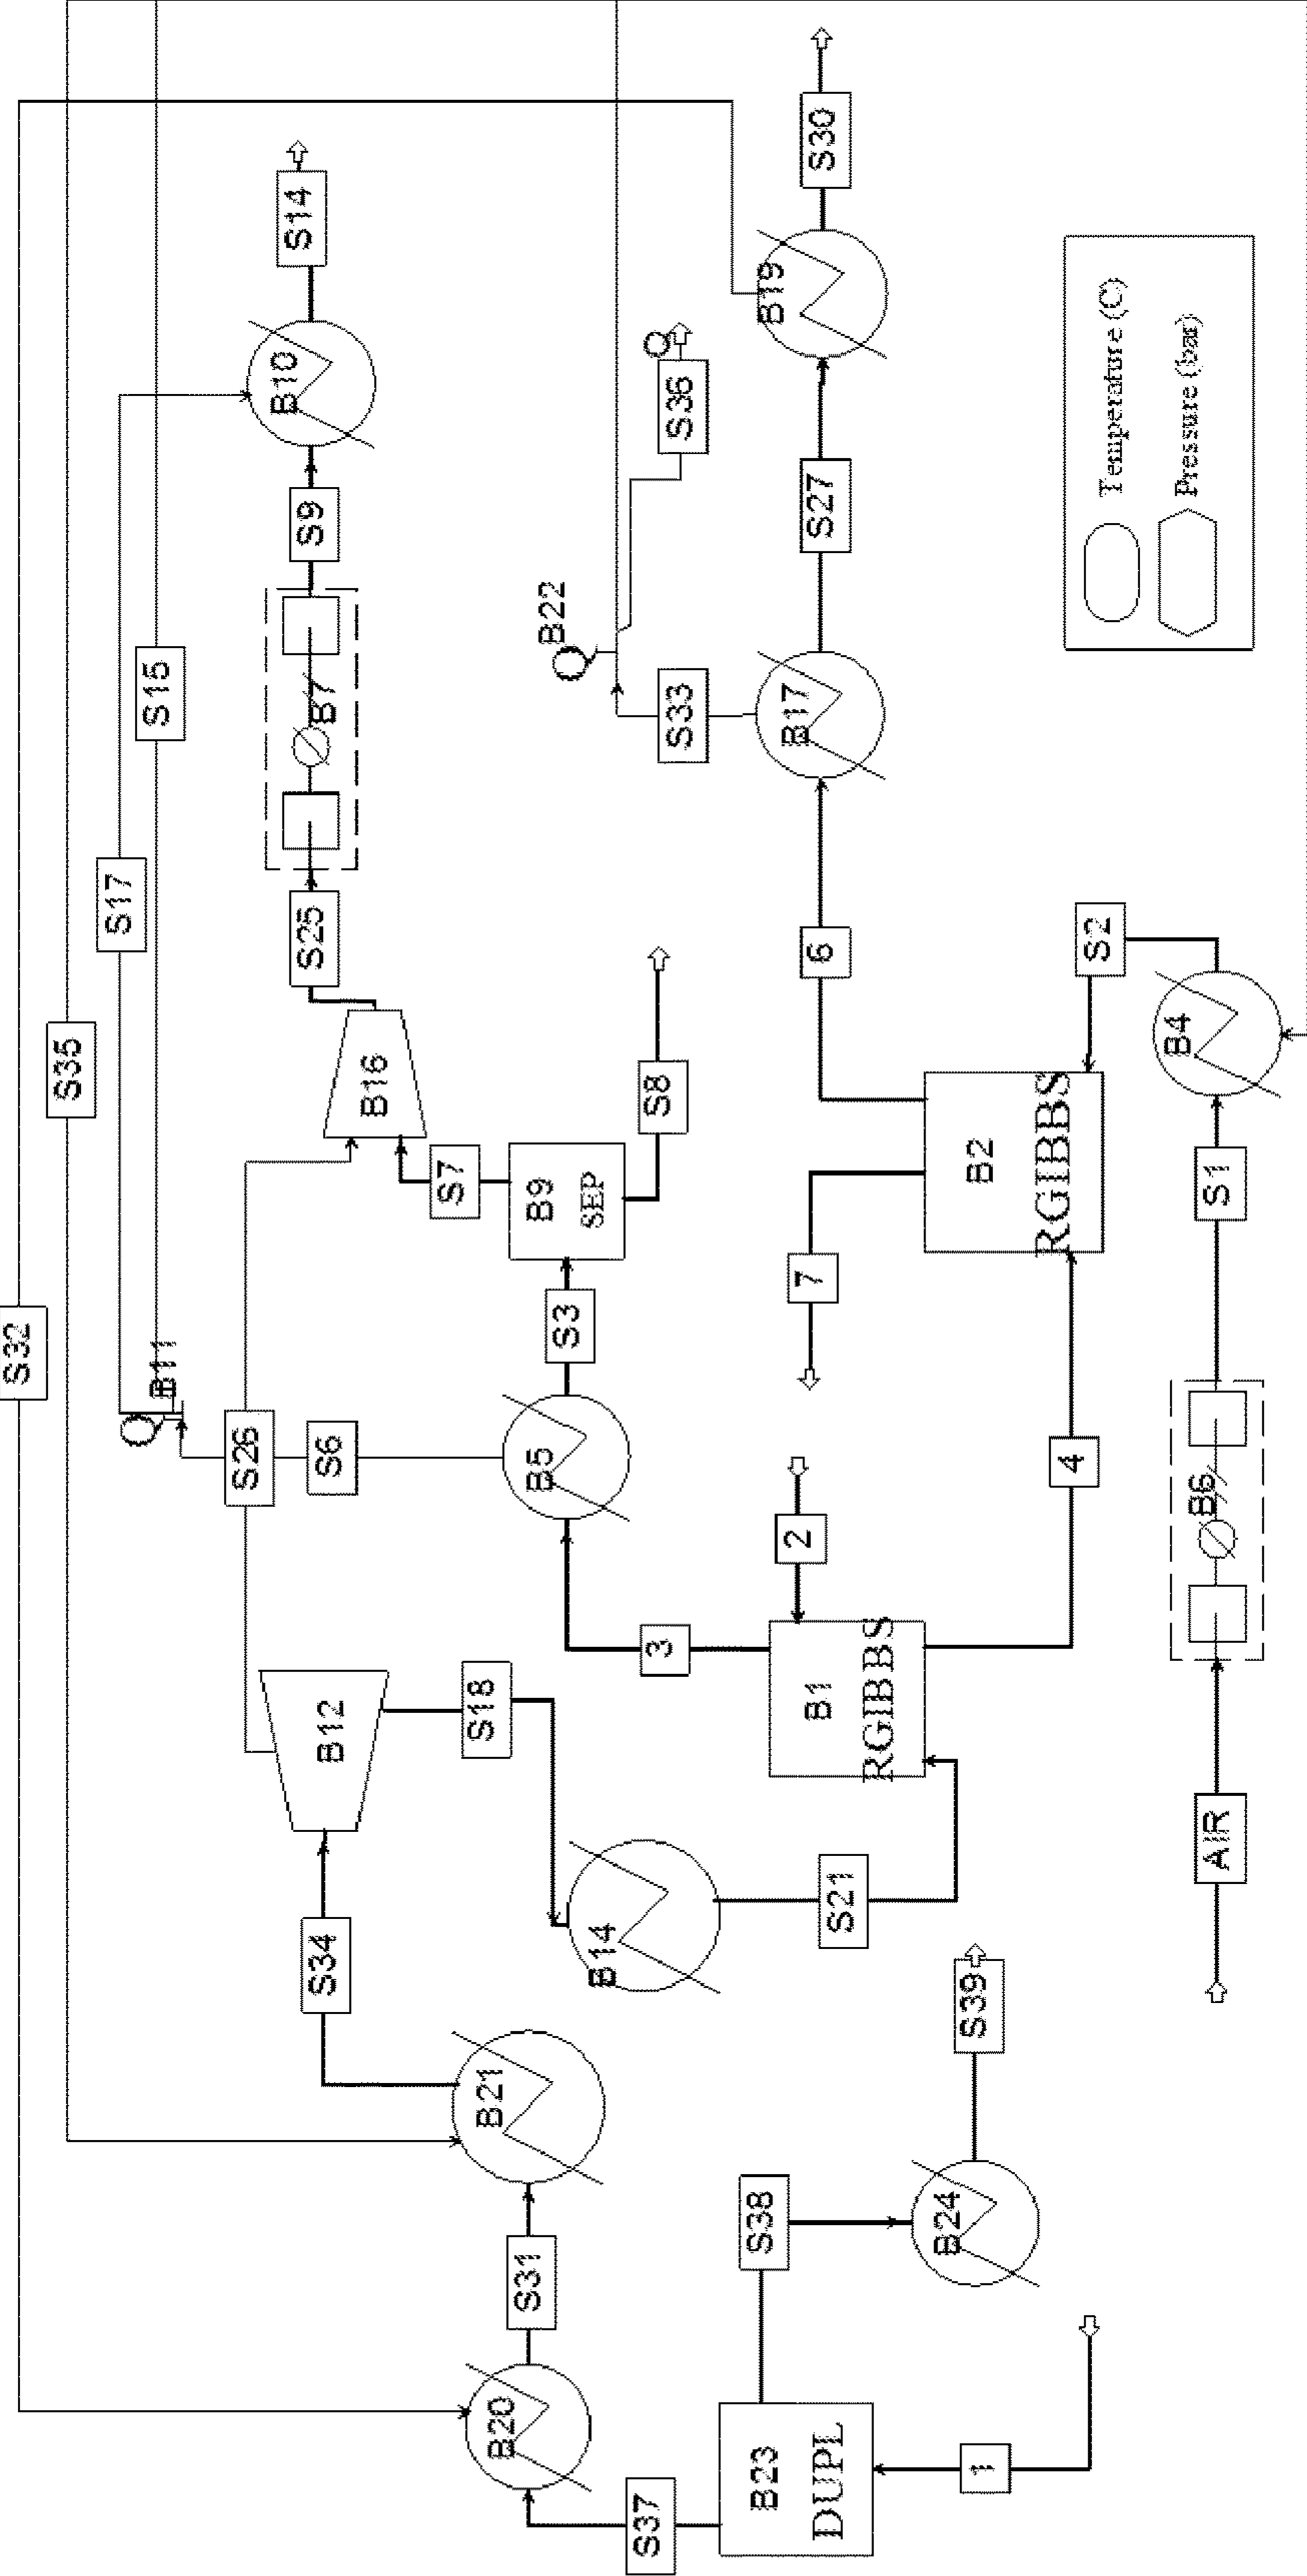 S32
S35
S17
S15
B11
Q
S26
S6
S14
B10
S9
B7
S25
B16
S7
B9
SEP
S8
S3
B5
3
B12
S18
S34
B14
S21
B21
S31
B20
S37
B23
DUPL
1
S38
B24
S39
B1
RGIBBS
2
4
7
B2
RGIBBS
6
B17
S33
B22
Q
S36
Q
S27
B19
S30
S2
B4
S1
B6
AIR
Temperature (C)
Pressure (bar)